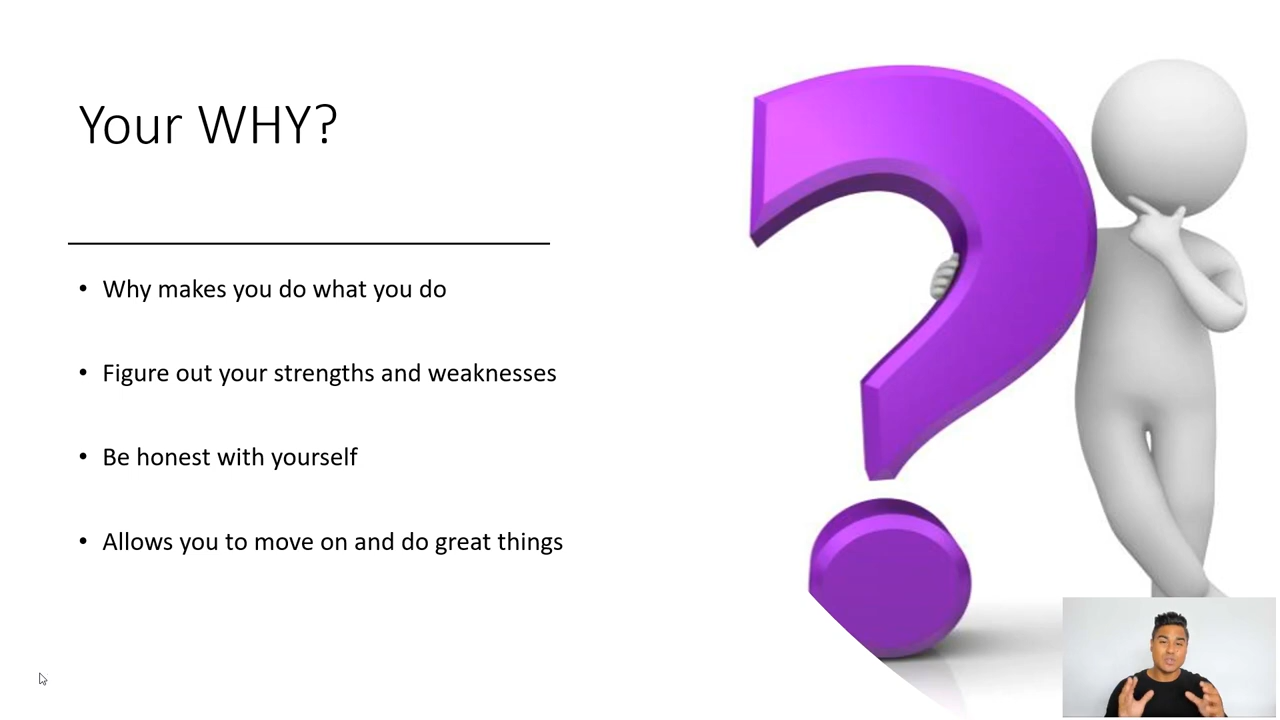 Your WHY?
• Why makes you do what you do
• Figure out your strengths and weaknesses
• Be honest with yourself
• Allows you to move on and do great things